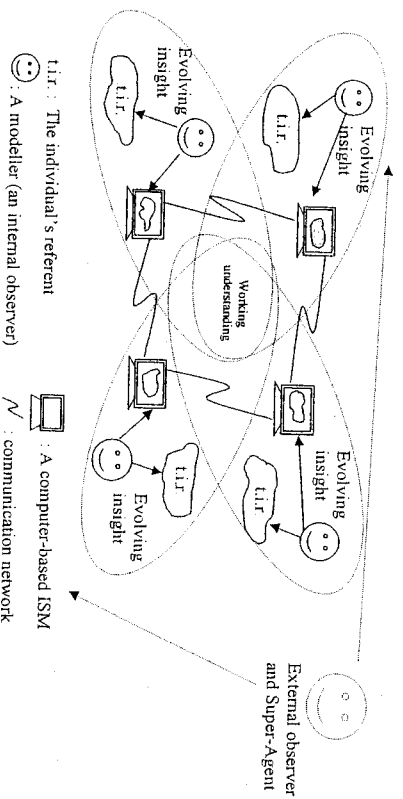 Evolving
insight
t.i.r.
Evolving
insight
t.i.r.
Working
understanding
Evolving
insight
t.i.r.
Evolving
insight
t.i.r.
External observer
and Super-Agent
t.i.r. : The individual's referent
: A modeller (an internal observer)
: A computer-based ISM
: communication network